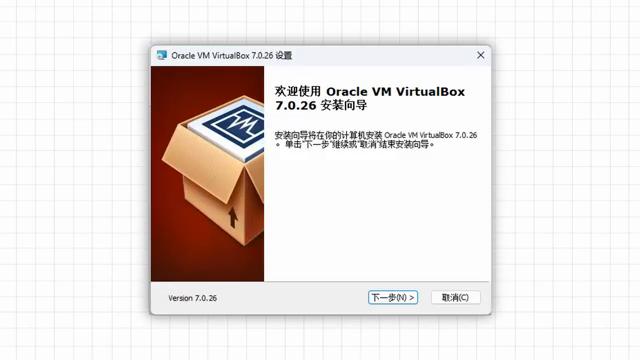 Oracle VM VirtualBox 7.0.26 设置
欢迎使用 Oracle VM VirtualBox
7.0.26 安装向导
安装向导将在你的计算机安装 Oracle VM VirtualBox 7.0.26
。 单击"下一步"继续或"取消"结束安装向导。
Version 7.0.26
下一步(N) >
取消(C)